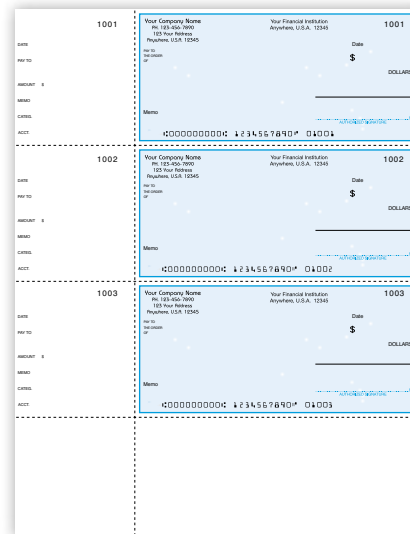 1001
DATE
PAY TO
AMOUNT $
MEMO
CATEG.
ACCT.
Your Company Name
PH. 123-456-7890
123 Your Address
Anywhere, U.S.A. 12345
Your Financial Institution
Anywhere, U.S.A. 12345
1001
Date
PAY TO
THE ORDER
OF
$
DOLLARS
Memo
AUTHORIZED SIGNATURE
⑆000000000⑆ 1234567890⑈ 01001
1002
DATE
PAY TO
AMOUNT $
MEMO
CATEG.
ACCT.
Your Company Name
PH. 123-456-7890
123 Your Address
Anywhere, U.S.A. 12345
Your Financial Institution
Anywhere, U.S.A. 12345
1002
Date
PAY TO
THE ORDER
OF
$
DOLLARS
Memo
AUTHORIZED SIGNATURE
⑆000000000⑆ 1234567890⑈ 01002
1003
DATE
PAY TO
AMOUNT $
MEMO
CATEG.
ACCT.
Your Company Name
PH. 123-456-7890
123 Your Address
Anywhere, U.S.A. 12345
Your Financial Institution
Anywhere, U.S.A. 12345
1003
Date
PAY TO
THE ORDER
OF
$
DOLLARS
Memo
AUTHORIZED SIGNATURE
⑆000000000⑆ 1234567890⑈ 01003